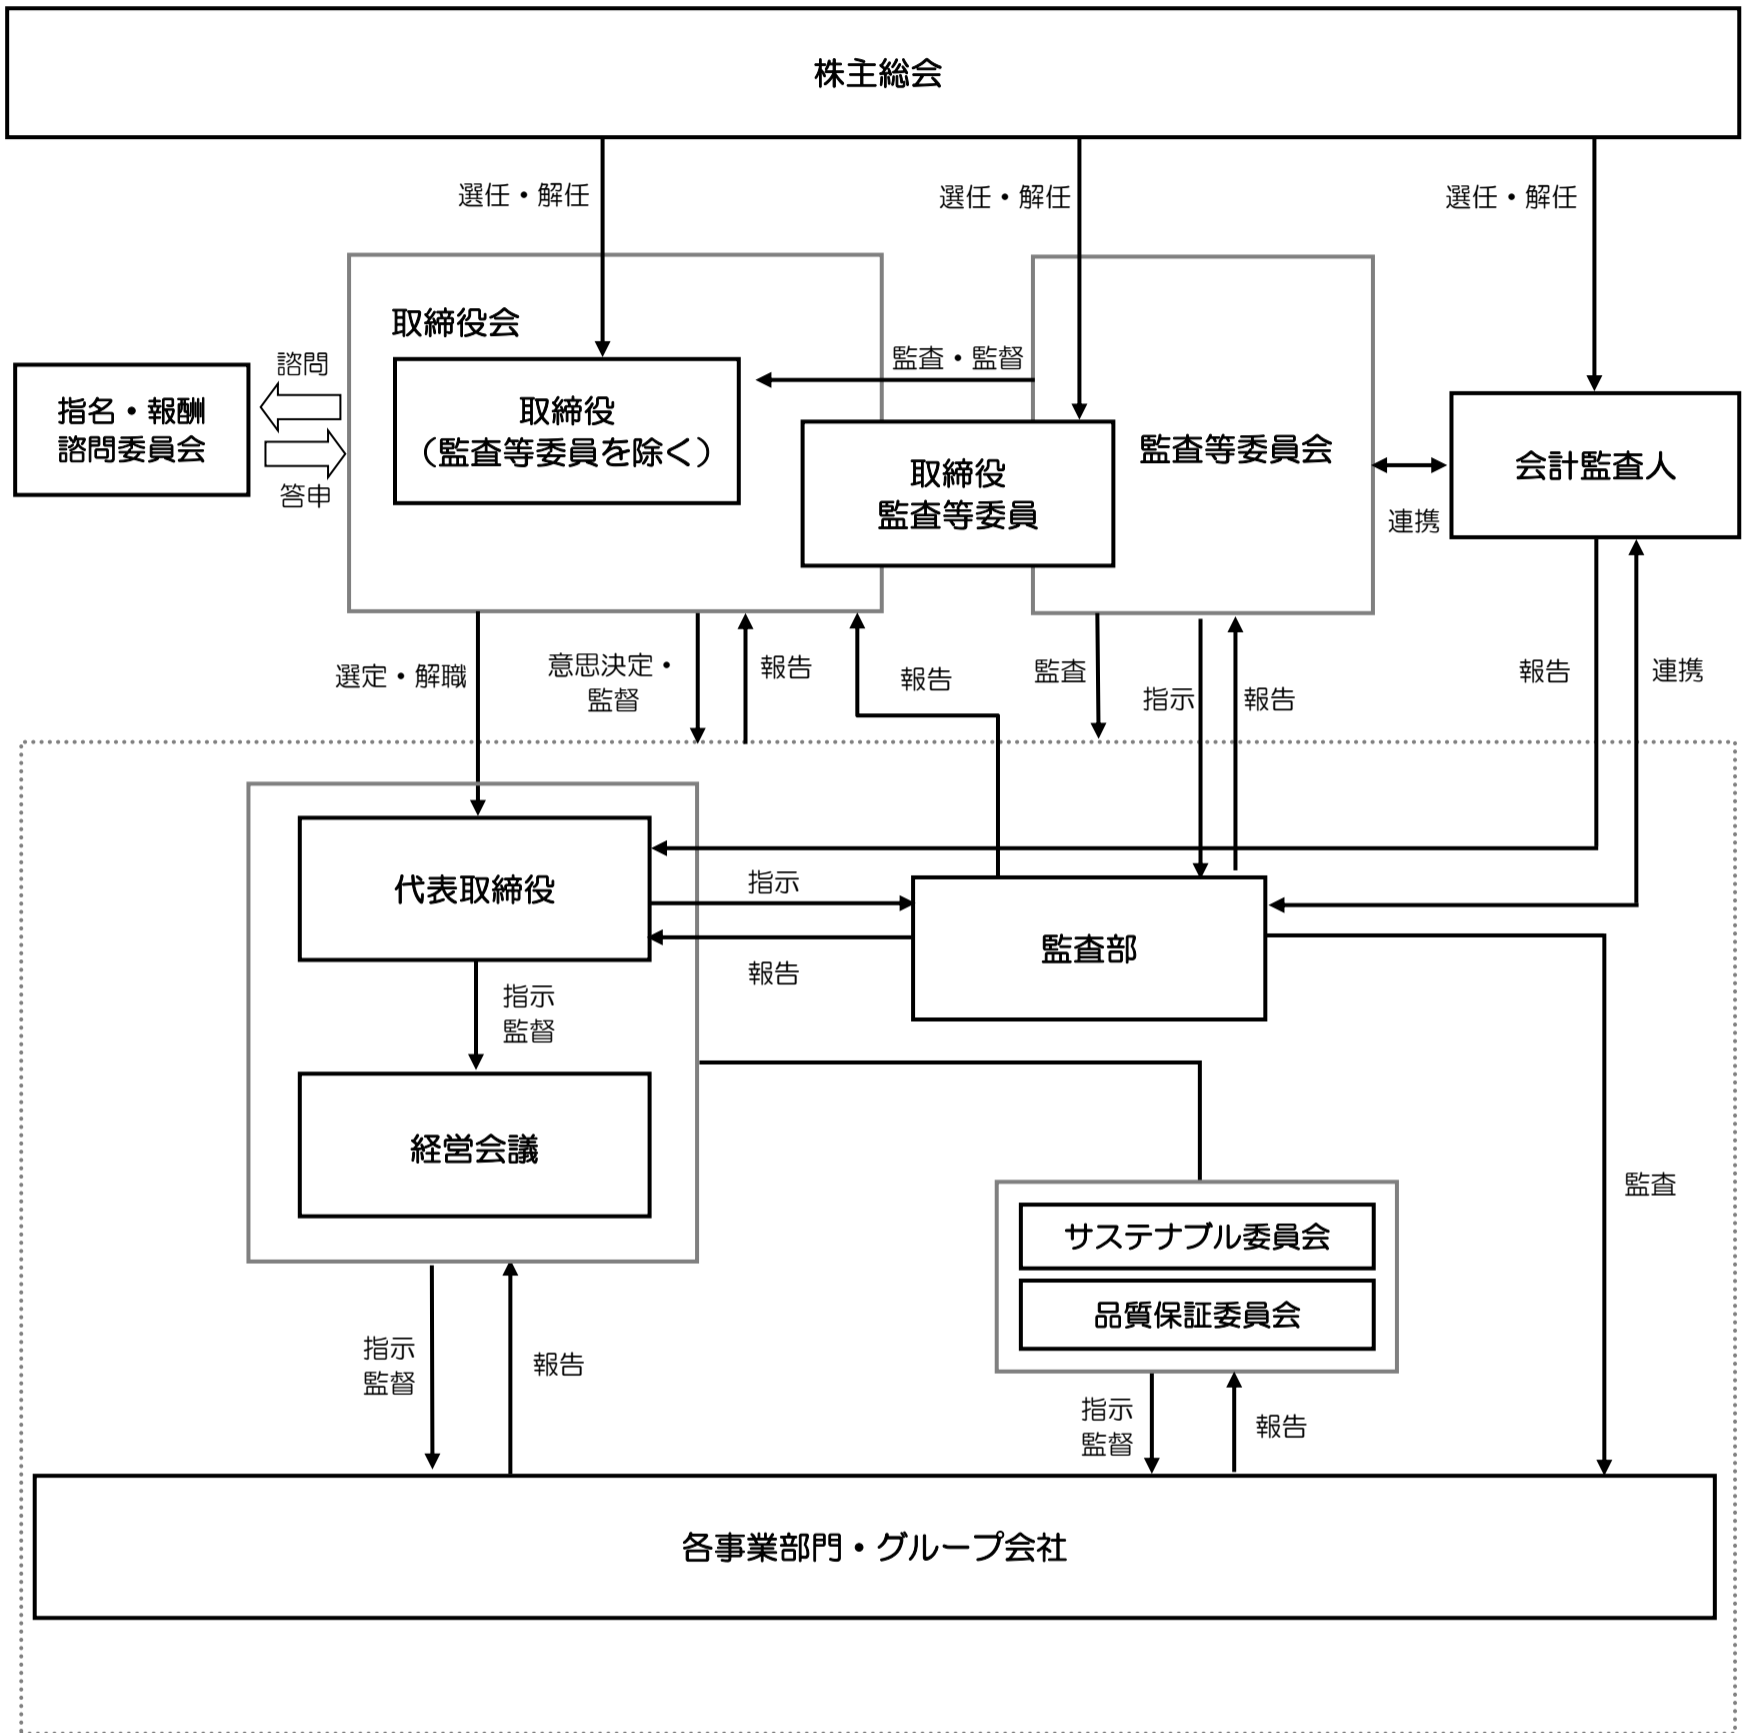 株主総会
選任・解任
選任・解任
選任・解任
取締役会
諮問
指名・報酬
諮問委員会
答申
取締役
（監査等委員を除く）
監査・監督
取締役
監査等委員
監査等委員会
連携
会計監査人
選定・解職
意思決定・
監督
報告
報告
監査
指示
報告
報告
連携
代表取締役
指示
報告
監査部
指示
監督
経営会議
監査
サステナブル委員会
品質保証委員会
指示
監督
報告
指示
監督
報告
各事業部門・グループ会社